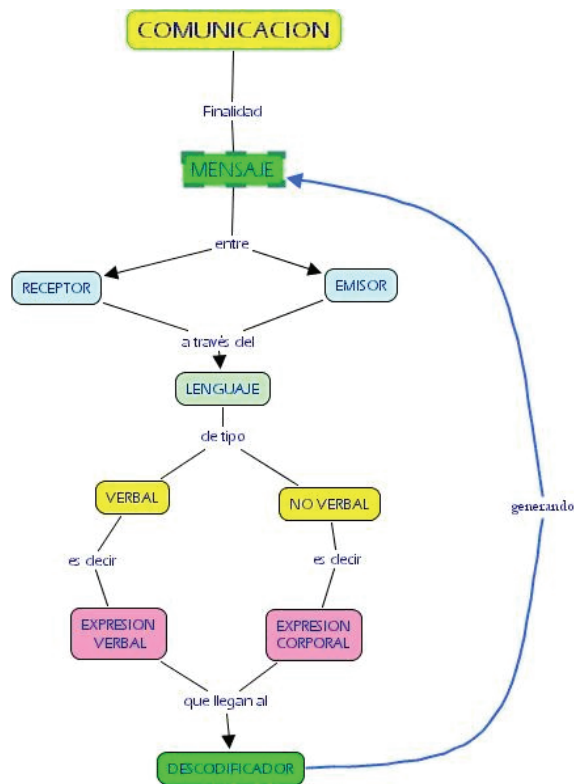 COMUNICACION
Finalidad
MENSAJE
entre
RECEPTOR
EMISOR
a través del
LENGUAJE
de tipo
VERBAL
NO VERBAL
generando
es decir
es decir
EXPRESION
VERBAL
EXPRESION
CORPORAL
que llegan al
DESCODIFICADOR